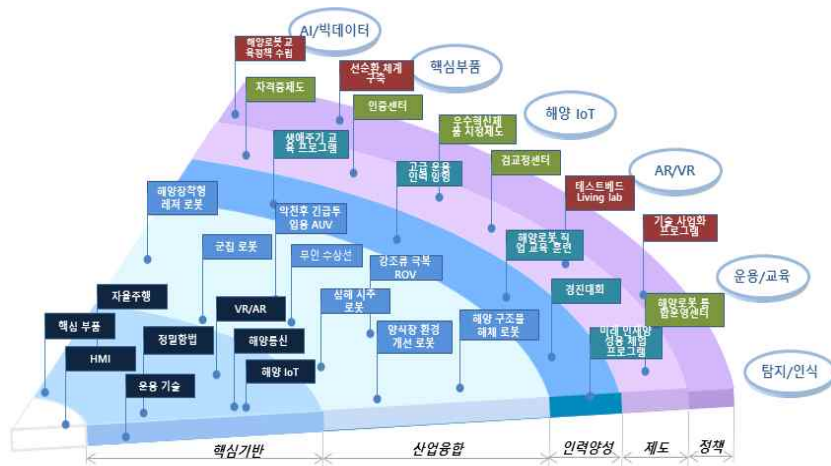 AI/빅데이터
해양로봇 교
육정책 수립
선순환 체계
구축
핵심부품
자격증제도
인증센터
해양 IoT
우수혁신제
품 지정제도
생애주기 교
육 프로그램
고급 운용
인력 양성
검교정센터
AR/VR
테스트베드
Living lab
해양장착형
레저 로봇
악천후 긴급투
입용 AUV
기술 사업화
프로그램
군집 로봇
무인 수상선
강조류 극복
ROV
해양로봇 직
업 교육 훈련
운용/교육
자율주행
VR/AR
심해 시추
로봇
경진대회
해양로봇 통
합운영센터
핵심 부품
정밀항법
해양통신
양식장 환경
개선 로봇
해양 구조물
해체 로봇
미래 인재양
성용 체험
프로그램
HMI
운용 기술
해양 IoT
탐지/인식
핵심기반
산업융합
인력양성
제도
정책